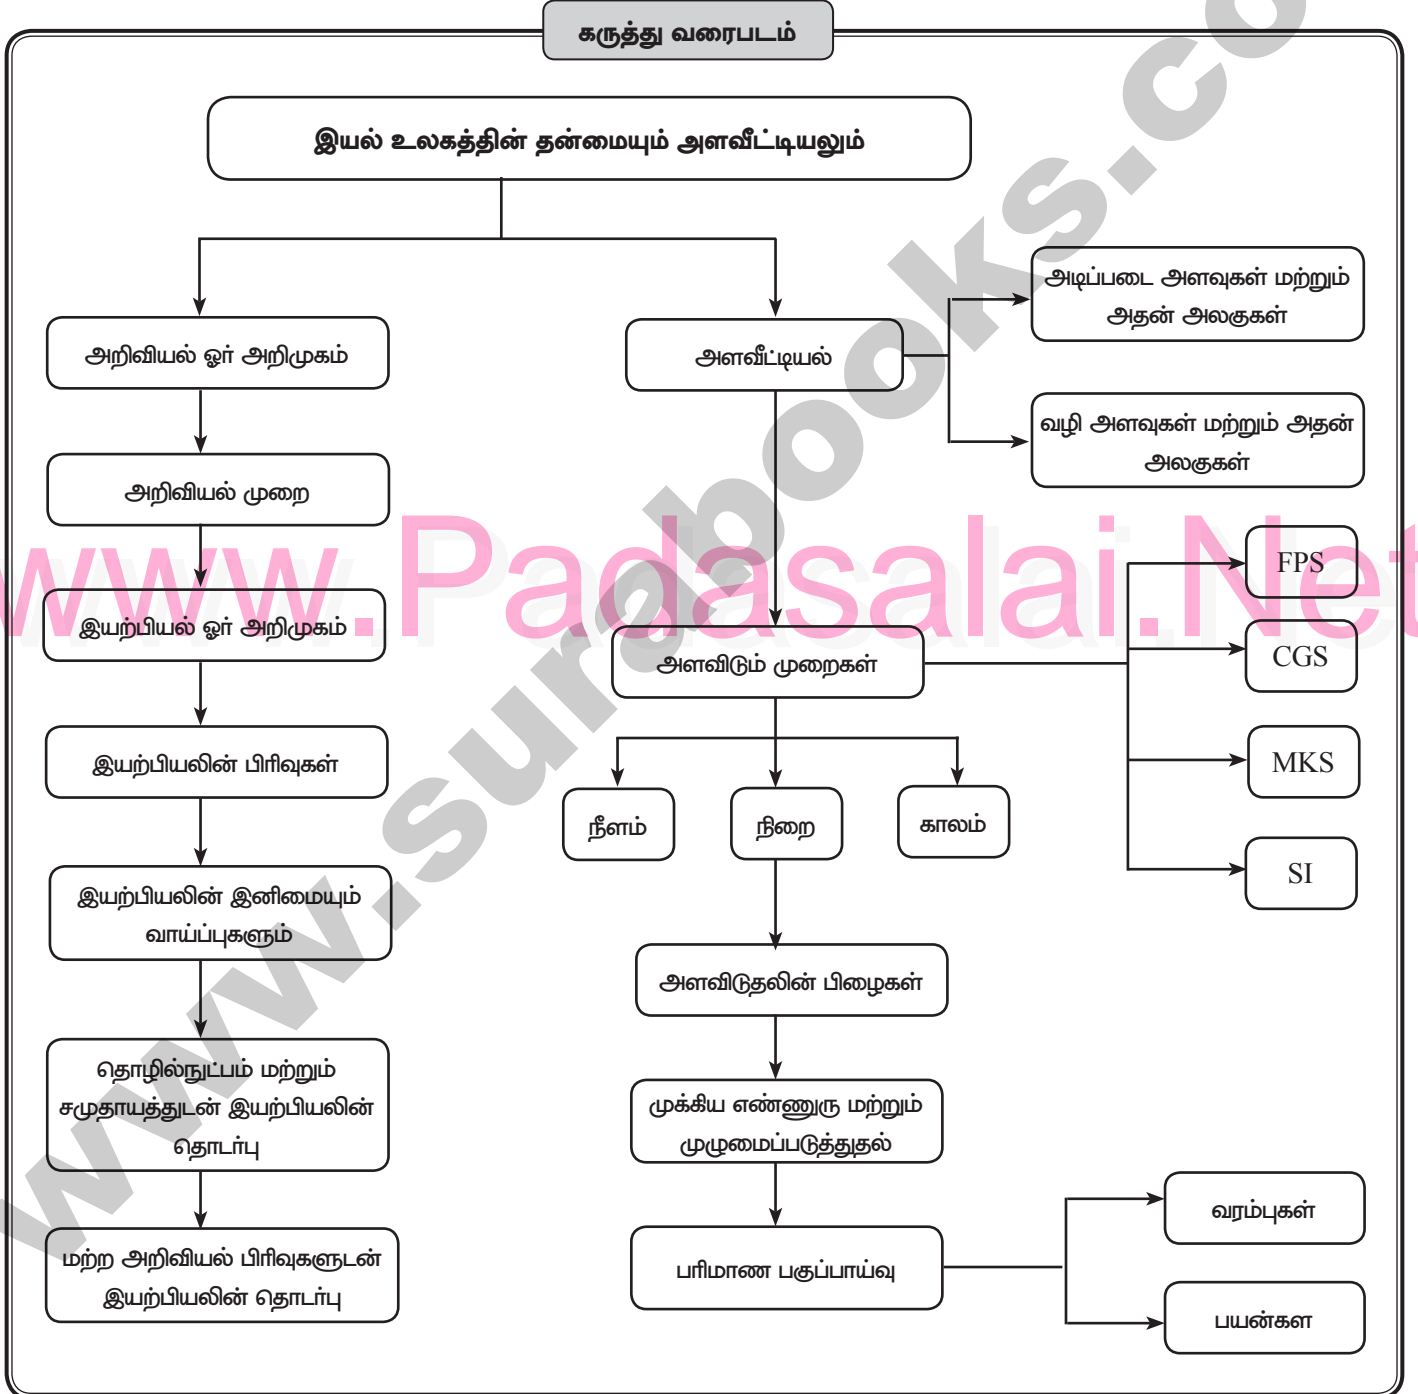 கருத்து வரைபடம்
இயல் உலகத்தின் தன்மையும் அளவீட்டியலும்
அறிவியல் ஓர் அறிமுகம்
அறிவியல் முறை
இயற்பியல் ஓர் அறிமுகம்
இயற்பியலின் பிரிவுகள்
இயற்பியலின் இனிமையும்
வாய்ப்புகளும்
தொழில்நுட்பம் மற்றும்
சமுதாயத்துடன் இயற்பியலின்
தொடர்பு
மற்ற அறிவியல் பிரிவுகளுடன்
இயற்பியலின் தொடர்பு
அளவீட்டியல்
அடிப்படை அளவுகள் மற்றும்
அதன் அலகுகள்
வழி அளவுகள் மற்றும் அதன்
அலகுகள்
அளவிடும் முறைகள்
FPS
CGS
MKS
SI
நீளம்
நிறை
காலம்
அளவிடுதலின் பிழைகள்
முக்கிய எண்ணுரு மற்றும்
முழுமைப்படுத்துதல்
பரிமாண பகுப்பாய்வு
வரம்புகள்
பயன்கள
www.Padasalai.Net
www.surabooks.co